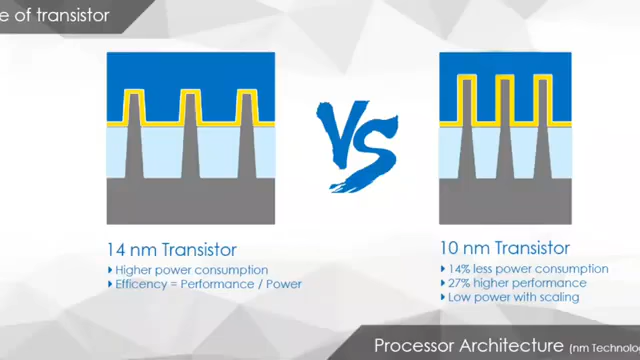 e of transistor
VS
14 nm Transistor
Higher power consumption
Efficency = Performance / Power
10 nm Transistor
14% less power consumption
27% higher performance
Low power with scaling
Processor Architecture (nm Technolo